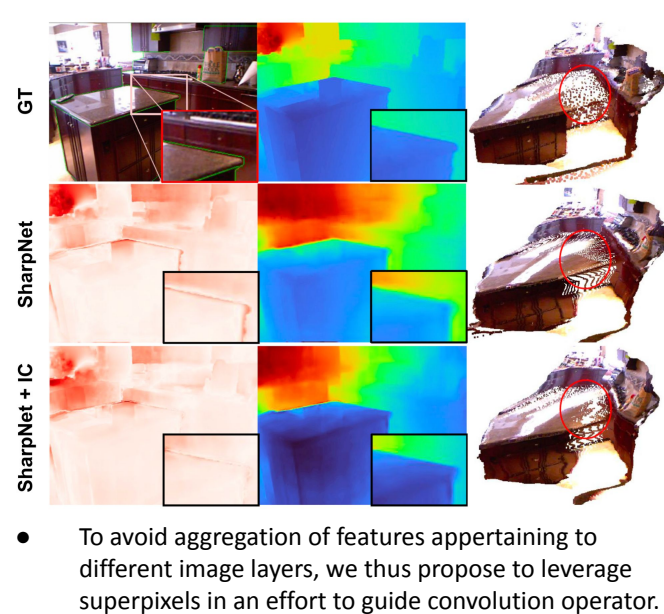 GT
SharpNet
SharpNet + IC
● To avoid aggregation of features appertaining to
different image layers, we thus propose to leverage
superpixels in an effort to guide convolution operator.